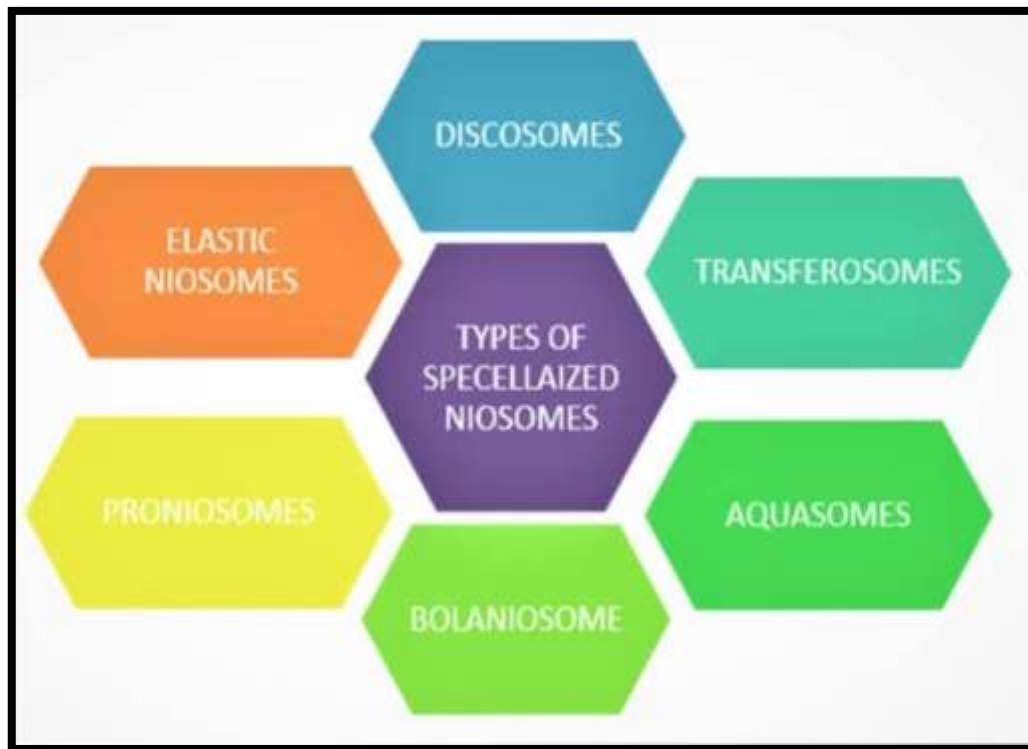 DISCOSOMES
ELASTIC
NIOSOMES
TRANSFEROSOMES
TYPES OF
SPECELLAIZED
NIOSOMES
PRONIOSOMES
AQUASOMES
BOLANIOSOME